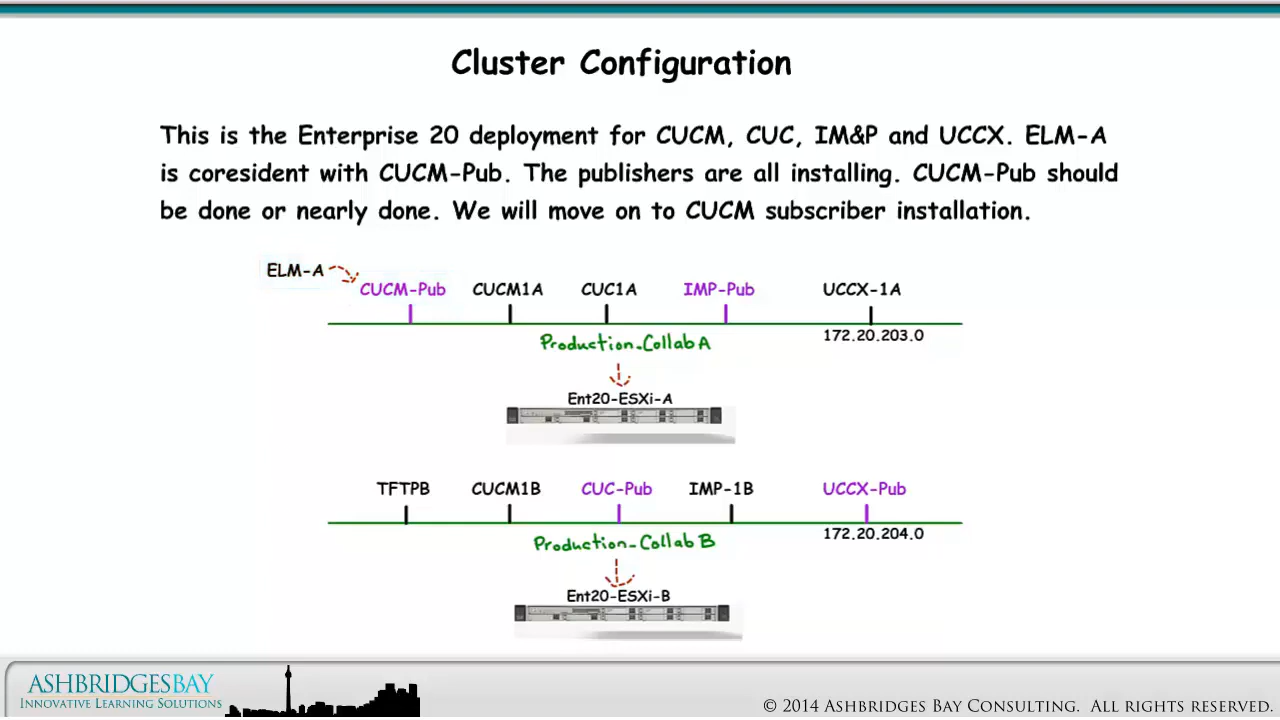 Cluster Configuration
This is the Enterprise 20 deployment for CUCM, CUC, IM&P and UCCX. ELM-A
is coresident with CUCM-Pub. The publishers are all installing. CUCM-Pub should
be done or nearly done. We will move on to CUCM subscriber installation.
ELM-A
CUCM-Pub CUCM1A CUC1A IMP-Pub UCCX-1A
172.20.203.0
Production_Collab A
Ent20-ESXi-A
TFTPB CUCM1B CUC-Pub IMP-1B UCCX-Pub
172.20.204.0
Production_Collab B
Ent20-ESXi-B
ASHBRIDGESBAY
INNOVATIVE LEARNING SOLUTIONS
© 2014 ASHBRIDGES BAY CONSULTING. ALL RIGHTS RESERVED.